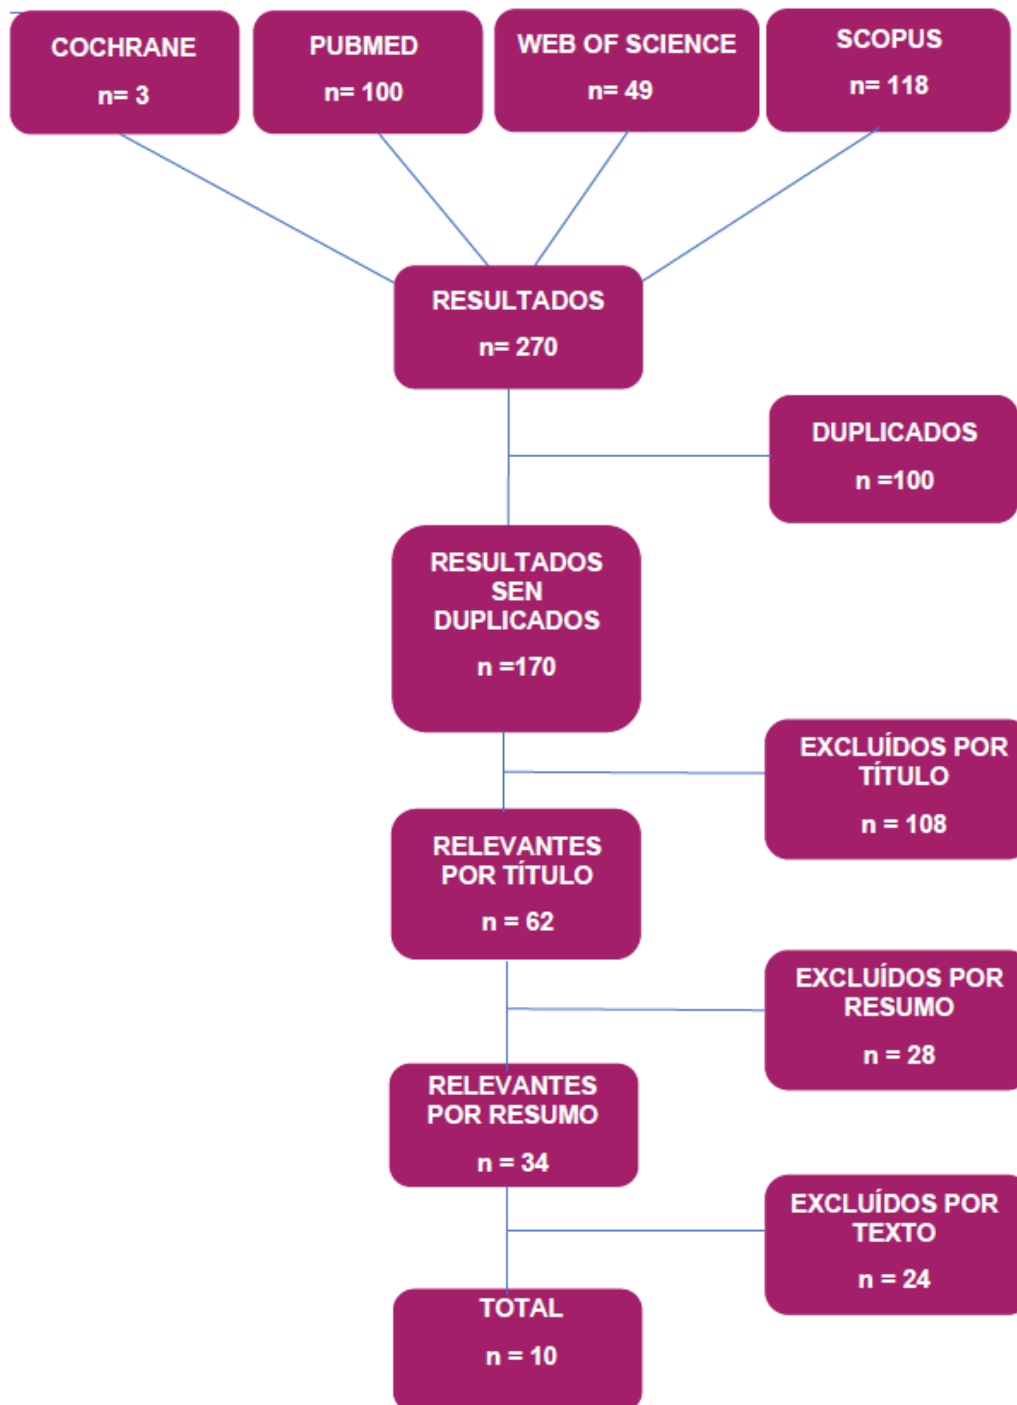 COCHRANE
n= 3
PUBMED
n= 100
WEB OF SCIENCE
n= 49
SCOPUS
n= 118
RESULTADOS
n= 270
DUPLICADOS
n =100
RESULTADOS
SEN
DUPLICADOS
n =170
EXCLUÍDOS POR
TÍTULO
n = 108
RELEVANTES
POR TÍTULO
n = 62
EXCLUÍDOS POR
RESUMO
n = 28
RELEVANTES
POR RESUMO
n = 34
EXCLUÍDOS POR
TEXTO
n = 24
TOTAL
n = 10